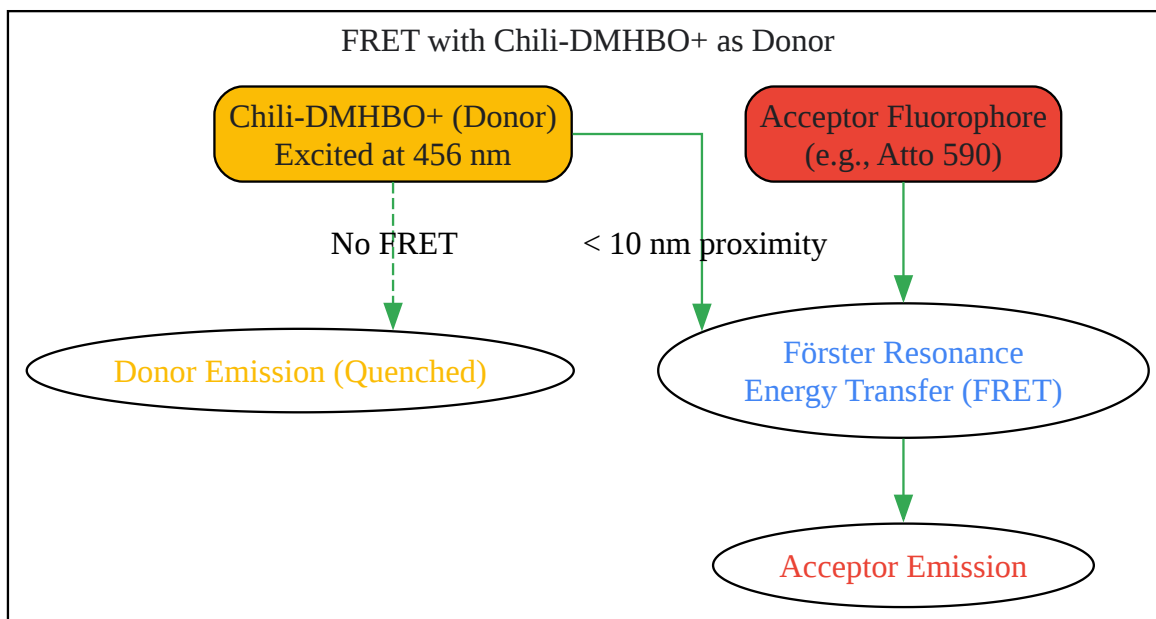 FRET with Chili-DMHBO+ as Donor
Chili-DMHBO+ (Donor)
Excited at 456 nm
Acceptor Fluorophore
(e.g., Atto 590)
No FRET
< 10 nm proximity
Donor Emission (Quenched)
Förster Resonance
Energy Transfer (FRET)
Acceptor Emission